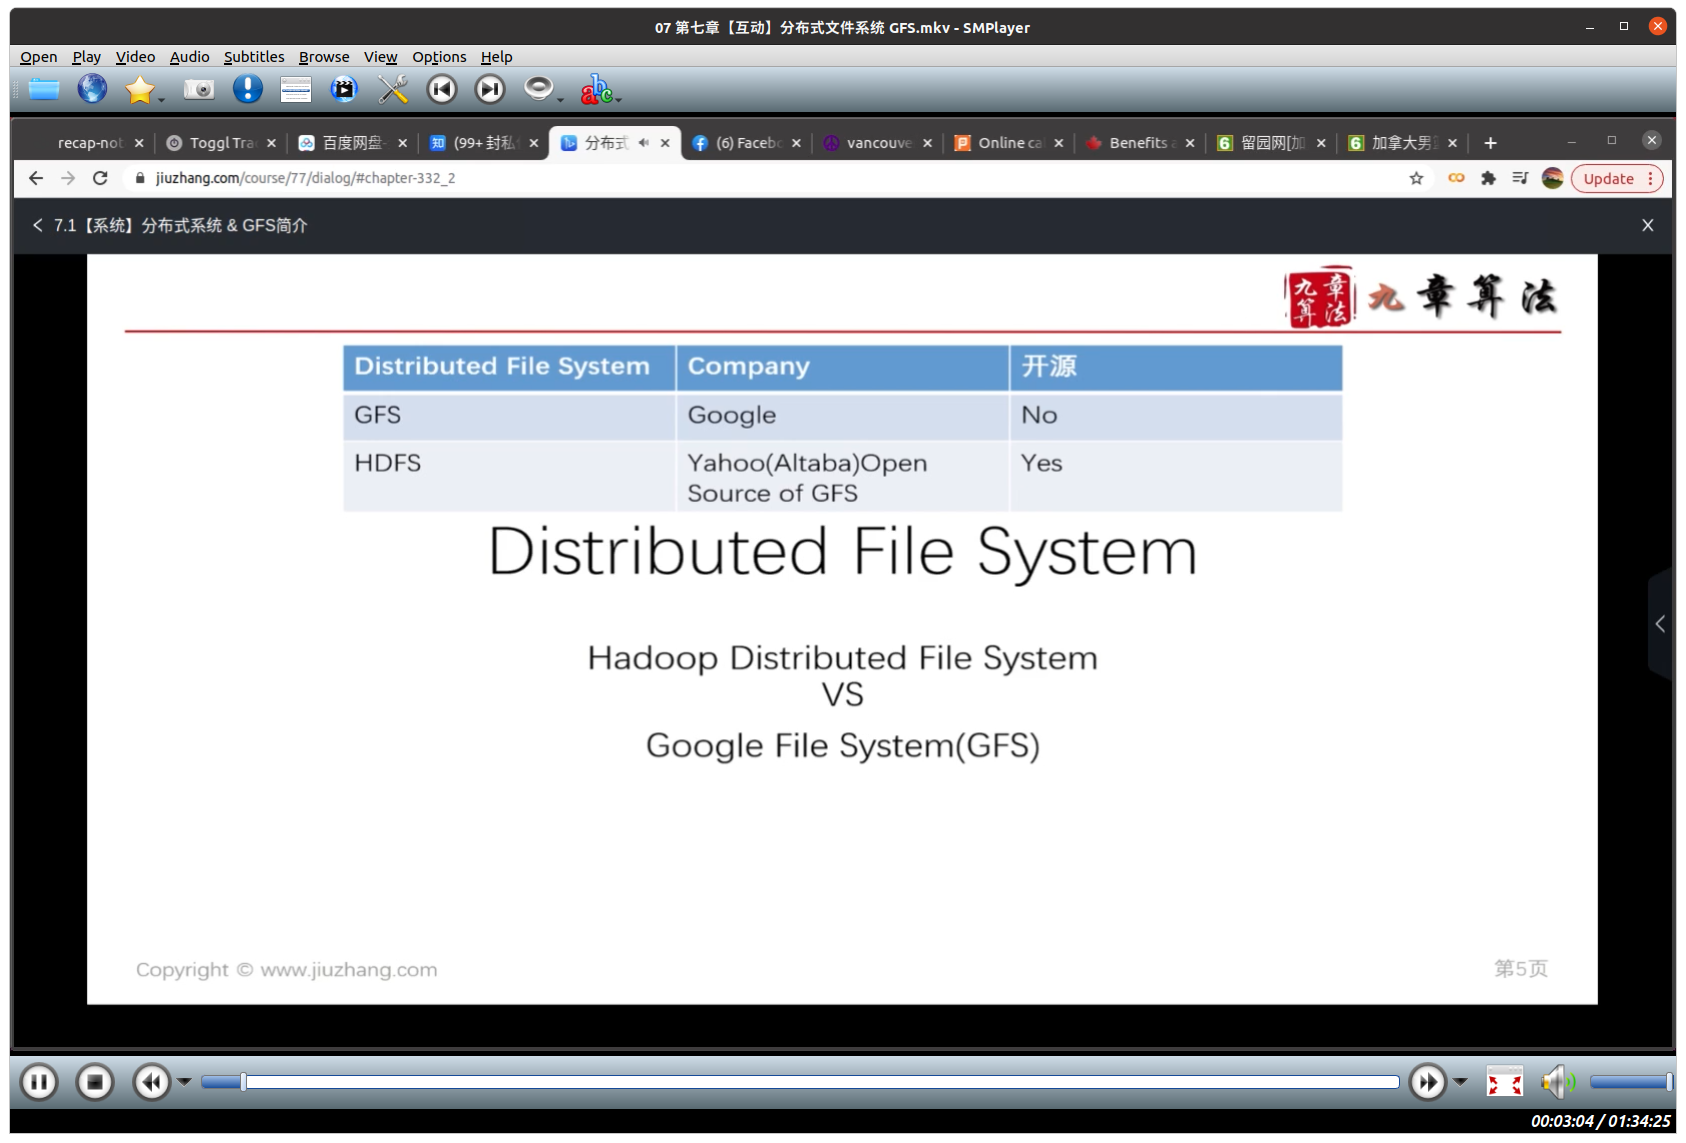 07 第七章【互动】分布式文件系统 GFS.mkv - SMPlayer
Open Play Video Audio Subtitles Browse View Options Help
abc
recap-not Toggl Tra 百度网盘- (99+ 封私 分布式 (6) Faceb vancouve Online ca Benefits a 留园网[加 加拿大男
jiuzhang.com/course/77/dialog/#chapter-332_2 Update
7.1【系统】分布式系统 & GFS简介
九章算法 九章算法
Distributed File System Company 开源
GFS Google No
HDFS Yahoo(Altaba)Open Yes
Source of GFS
Distributed File System
Hadoop Distributed File System
VS
Google File System(GFS)
Copyright © www.jiuzhang.com 第5页
00:03:04 / 01:34:25